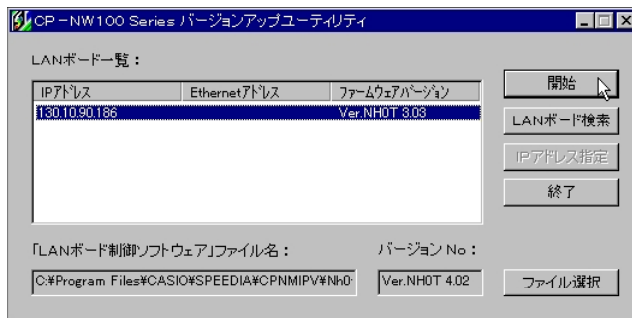 CP-NW100 Series バージョンアップユーティリティ
LANボード一覧：
IPアドレス Ethernetアドレス ファームウェアバージョン
130.10.90.186 Ver.NH0T 3.03
開始
LANボード検索
IPアドレス指定
終了
「LANボード制御ソフトウェア」ファイル名： バージョン No：
C:¥Program Files¥CASIO¥SPEEDIA¥CPNMIPV¥Nh0 Ver.NH0T 4.02 ファイル選択